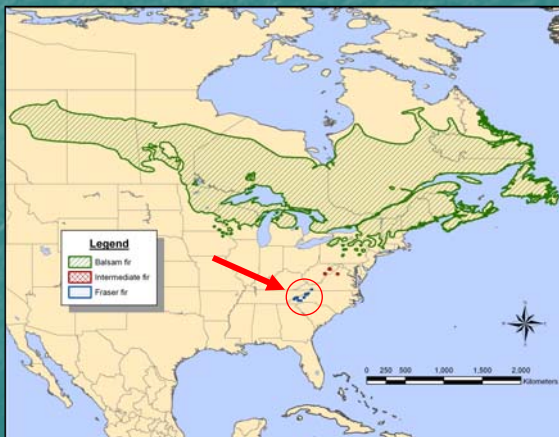 Legend
Balsam fir
Intermediate fir
Fraser fir
0 250 500 1,000 1,500 2,000
Kilometers